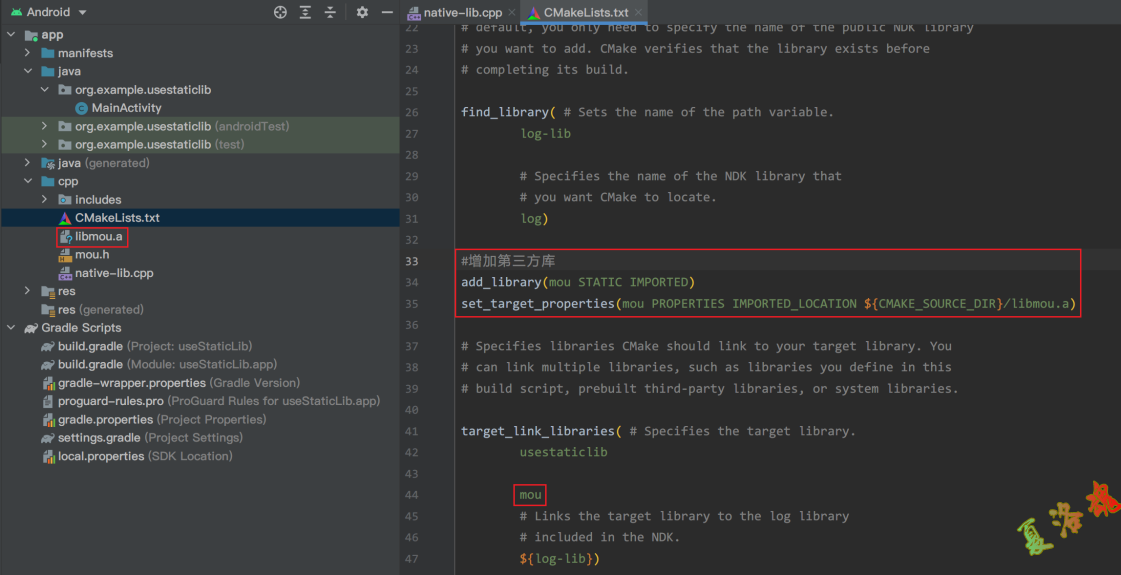 Android
native-lib.cpp
CMakeLists.txt
app
manifests
java
org.example.usestaticlib
MainActivity
org.example.usestaticlib (androidTest)
org.example.usestaticlib (test)
java (generated)
cpp
includes
CMakeLists.txt
libmou.a
mou.h
native-lib.cpp
res
res (generated)
Gradle Scripts
build.gradle (Project: useStaticLib)
build.gradle (Module: useStaticLib.app)
gradle-wrapper.properties (Gradle Version)
proguard-rules.pro (ProGuard Rules for useStaticLib.app)
gradle.properties (Project Properties)
settings.gradle (Project Settings)
local.properties (SDK Location)
22 # default, you only need to specify the name of the public NDK library
23 # you want to add. CMake verifies that the library exists before
24 # completing its build.
25
26 find_library( # Sets the name of the path variable.
27 log-lib
28
29 # Specifies the name of the NDK library that
30 # you want CMake to locate.
31 log)
32
33 #增加第三方库
34 add_library(mou STATIC IMPORTED)
35 set_target_properties(mou PROPERTIES IMPORTED_LOCATION ${CMAKE_SOURCE_DIR}/libmou.a)
36
37 # Specifies libraries CMake should link to your target library. You
38 # can link multiple libraries, such as libraries you define in this
39 # build script, prebuilt third-party libraries, or system libraries.
40
41 target_link_libraries( # Specifies the target library.
42 usestaticlib
43
44 mou
45 # Links the target library to the log library
46 # included in the NDK.
47 ${log-lib})